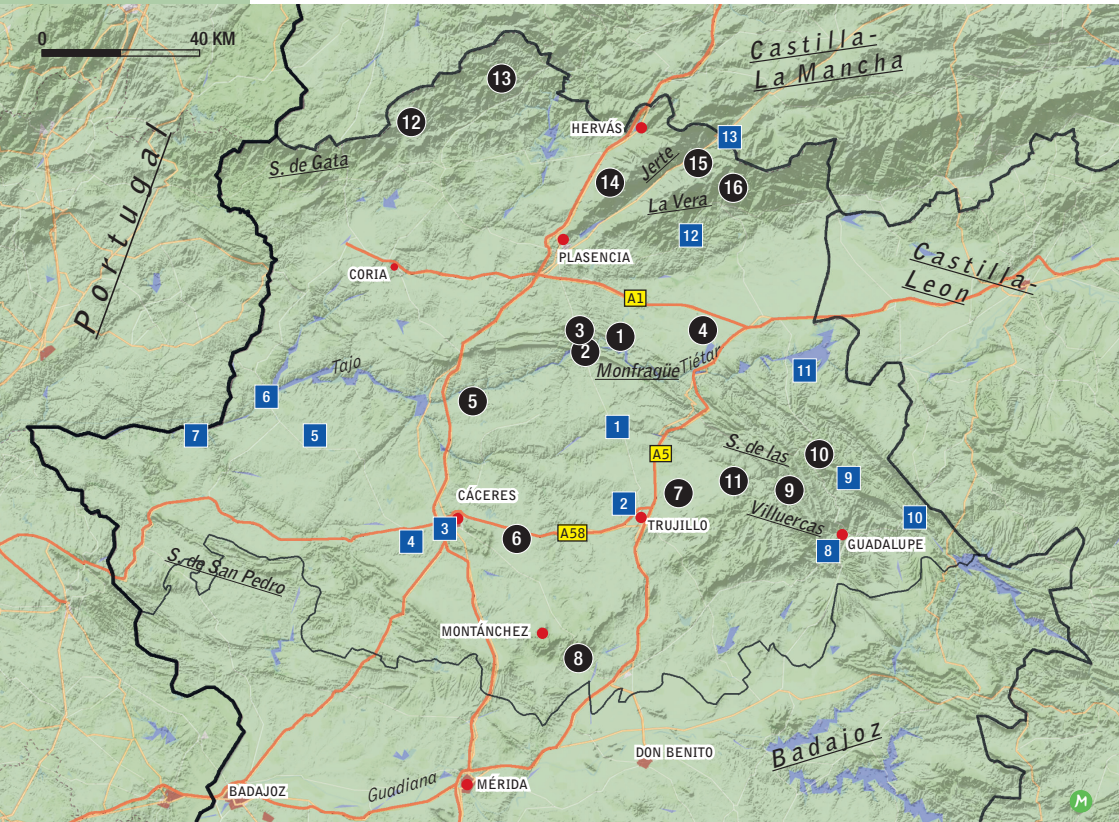 0 40 KM
Castilla-
La Mancha
13
12
HERVÁS
13
Portugal
S. de Gata
Jerte
15
14
16
La Vera
12
PLASENCIA
CORIA
Castilla-
Leon
A1
3
1
4
2
Monfragüe
Tiétar
Tajo
11
6
5
7
5
1
A5
S. de las
10
11
9
9
7
CÁCERES
2
TRUJILLO
Villuercas
10
3
4
6
A58
8
GUADALUPE
S. de San Pedro
MONTÁNCHEZ
8
DON BENITO
Badajoz
Guadiana
MÉRIDA
BADAJOZ
M